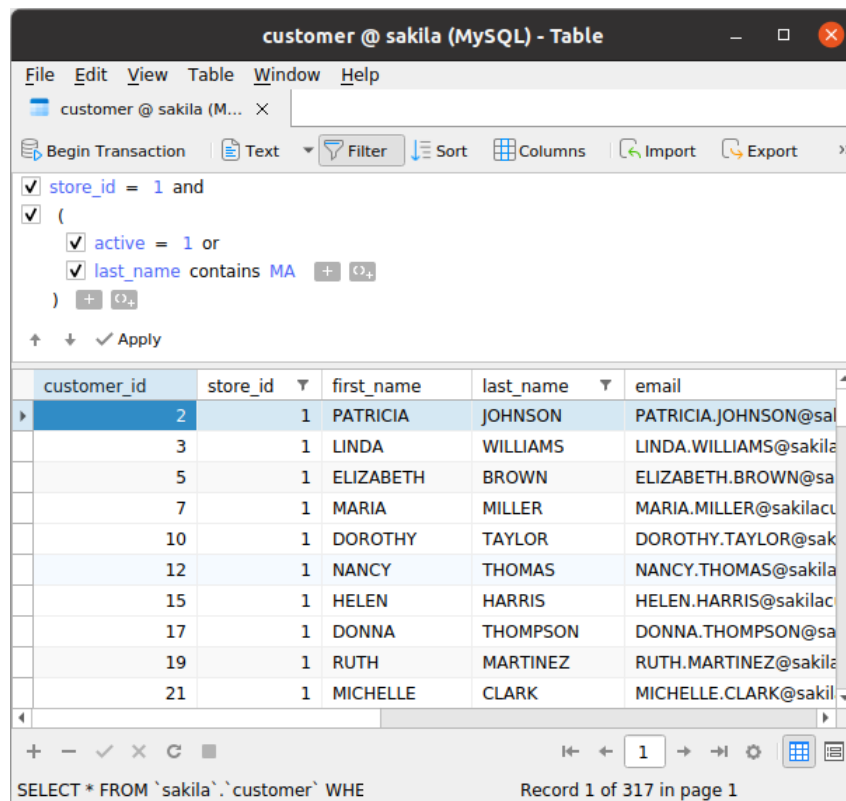 customer @ sakila (MySQL) - Table
File Edit View Table Window Help
customer @ sakila (M...
Begin Transaction Text Filter Sort Columns Import Export
store_id = 1 and
(
active = 1 or
last_name contains MA
)
Apply
customer_id store_id first_name last_name email
2 1 PATRICIA JOHNSON PATRICIA.JOHNSON@sal
3 1 LINDA WILLIAMS LINDA.WILLIAMS@sakila
5 1 ELIZABETH BROWN ELIZABETH.BROWN@sa
7 1 MARIA MILLER MARIA.MILLER@sakilacu
10 1 DOROTHY TAYLOR DOROTHY.TAYLOR@sak
12 1 NANCY THOMAS NANCY.THOMAS@sakila
15 1 HELEN HARRIS HELEN.HARRIS@sakilac
17 1 DONNA THOMPSON DONNA.THOMPSON@sa
19 1 RUTH MARTINEZ RUTH.MARTINEZ@sakila
21 1 MICHELLE CLARK MICHELLE.CLARK@sakil
1
SELECT * FROM `sakila`.`customer` WHE Record 1 of 317 in page 1